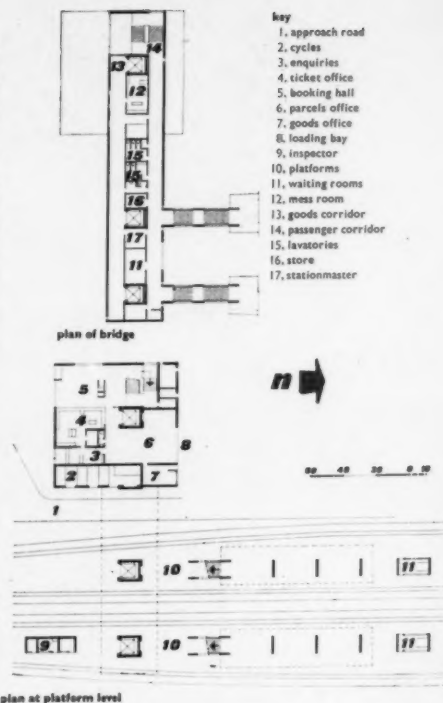 key
1, approach road
2, cycles
3, enquiries
4, ticket office
5, booking hall
6, parcels office
7, goods office
8, loading bay
9, inspector
10, platforms
11, waiting rooms
12, mess room
13, goods corridor
14, passenger corridor
15, lavatories
16, store
17, stationmaster
14
13
12
15
15
16
17
11
plan of bridge
n
5
4
6
8
3
2
7
1
10
11
9
10
11
plan at platform level